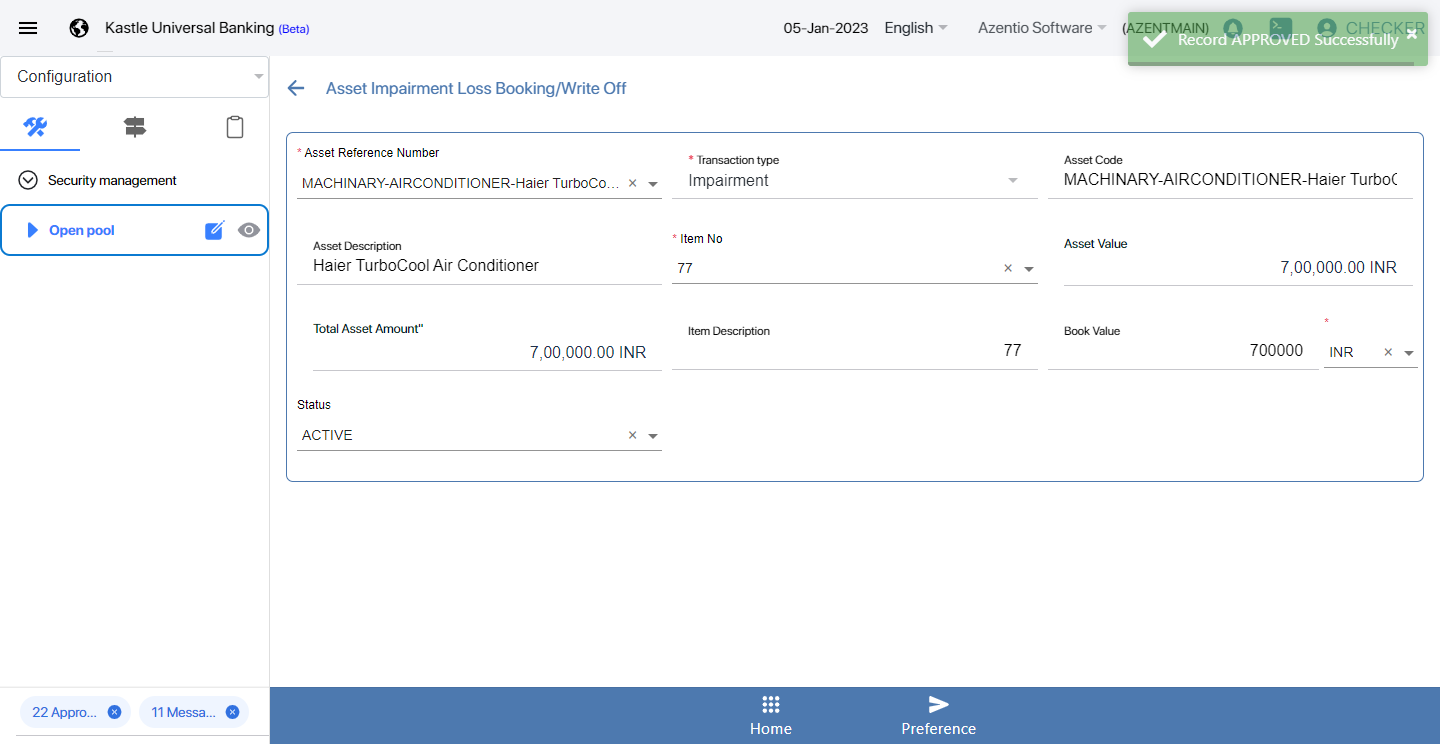 Kastle Universal Banking (Beta)
05-Jan-2023
English
Azentio Software
(AZENTMAIN)
CHECKER
Record APPROVED Successfully
Configuration
Asset Impairment Loss Booking/Write Off
Security management
Open pool
* Asset Reference Number
MACHINARY-AIRCONDITIONER-Haier TurboCo...
* Transaction type
Impairment
Asset Code
MACHINARY-AIRCONDITIONER-Haier TurboC
Asset Description
Haier TurboCool Air Conditioner
* Item No
77
Asset Value
7,00,000.00 INR
Total Asset Amount"
7,00,000.00 INR
Item Description
77
Book Value
700000
*
INR
Status
ACTIVE
22 Appro...
11 Messa...
Home
Preference